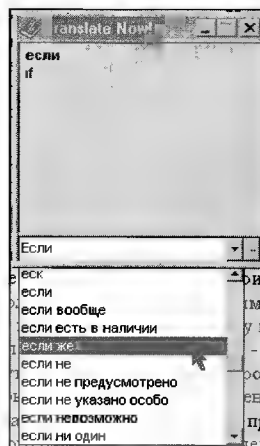 Translate Now!
если
if
Если
еск
если
если вообще
если есть в наличии
если же
если не
если не предусмотрено
если не указано особо
если невозможно
если ни один